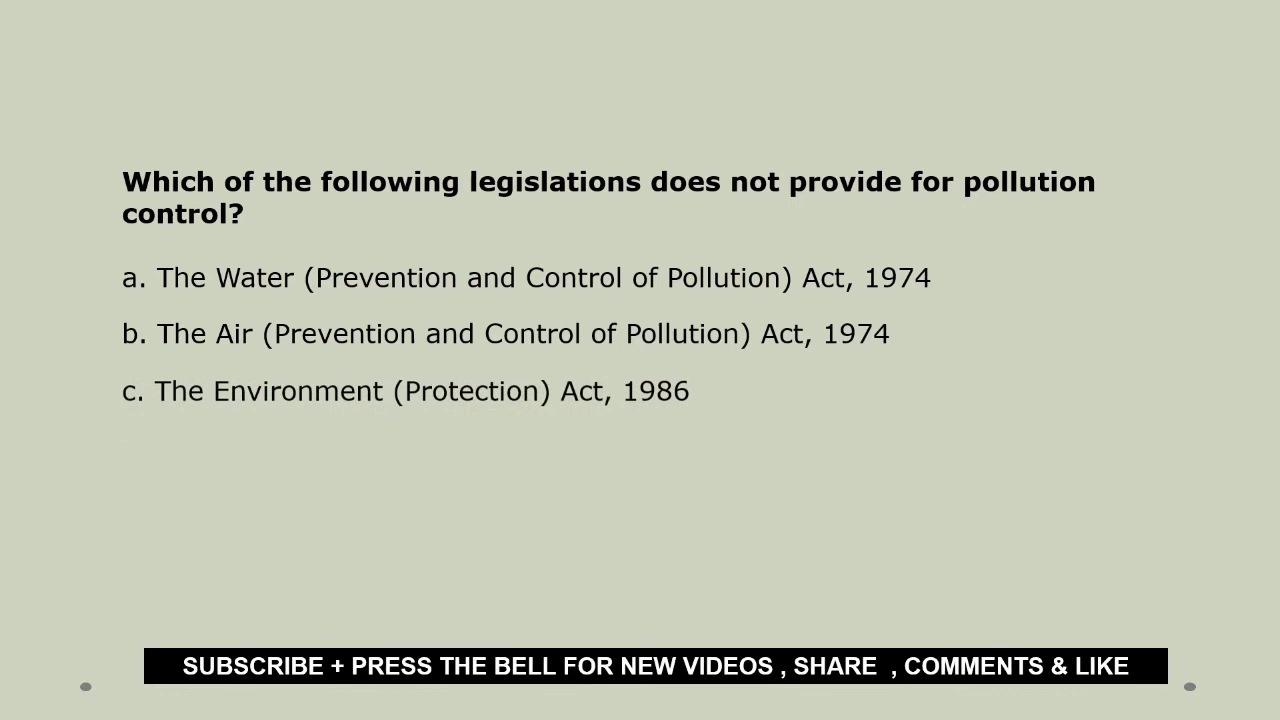 Which of the following legislations does not provide for pollution
control?
a. The Water (Prevention and Control of Pollution) Act, 1974
b. The Air (Prevention and Control of Pollution) Act, 1974
c. The Environment (Protection) Act, 1986
SUBSCRIBE + PRESS THE BELL FOR NEW VIDEOS , SHARE , COMMENTS & LIKE